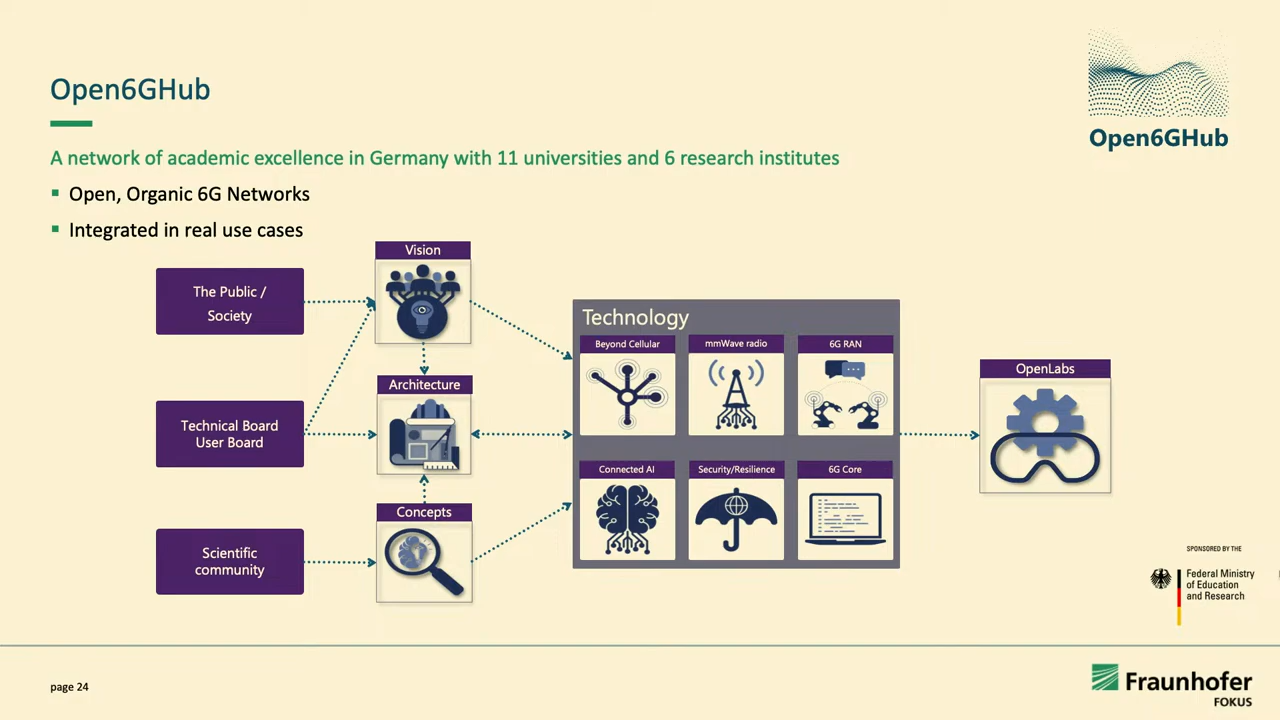 Open6GHub
Open6GHub
A network of academic excellence in Germany with 11 universities and 6 research institutes
Open, Organic 6G Networks
Integrated in real use cases
The Public /
Society
Technical Board
User Board
Scientific
community
Vision
Architecture
Concepts
Technology
Beyond Cellular
mmWave radio
6G RAN
Connected AI
Security/Resilience
6G Core
OpenLabs
SPONSORED BY THE
Federal Ministry
of Education
and Research
page 24
Fraunhofer
FOKUS